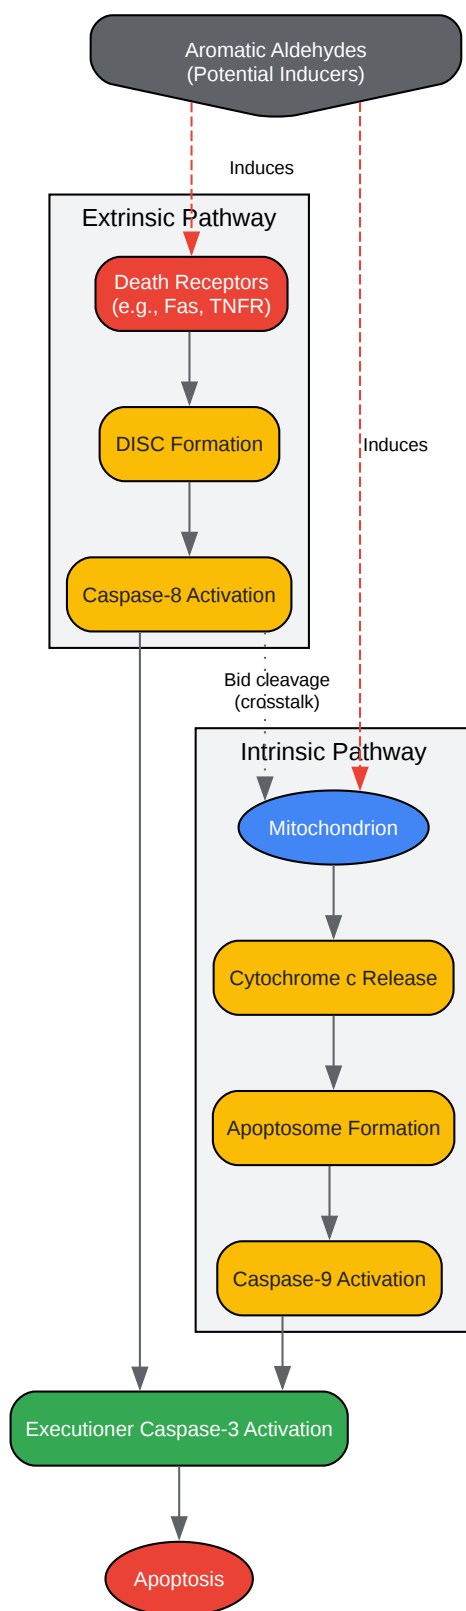 Aromatic Aldehydes
(Potential Inducers)
Induces
Extrinsic Pathway
Death Receptors
(e.g., Fas, TNFR)
DISC Formation
Induces
Caspase-8 Activation
Bid cleavage
(crosstalk)
Intrinsic Pathway
Mitochondrion
Cytochrome c Release
Apoptosome Formation
Caspase-9 Activation
Executioner Caspase-3 Activation
Apoptosis